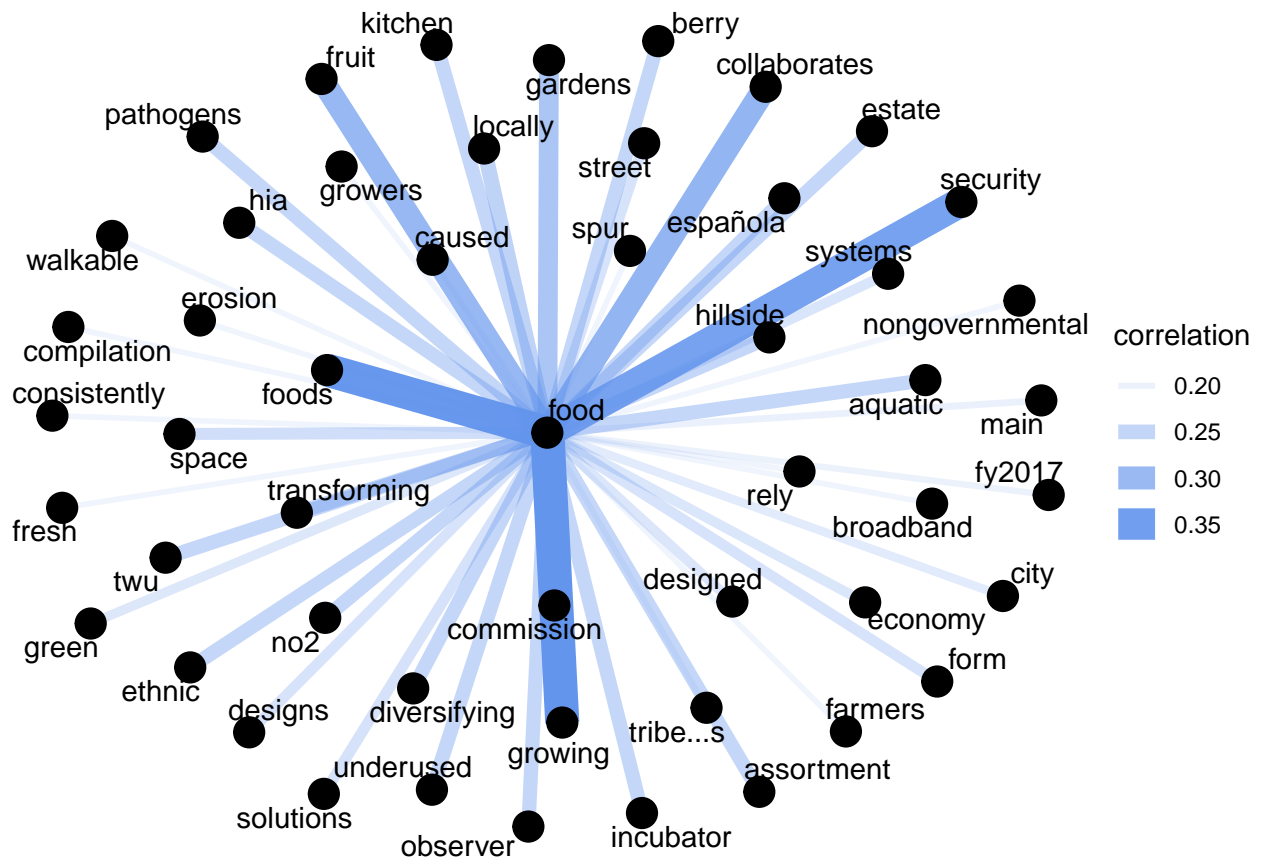 kitchen
berry
fruit
collaborates
gardens
pathogens
locally
estate
street
growers
security
hia
española
spur
caused
systems
walkable
erosion
hillside
nongovernmental
compilation
correlation
foods
0.20
consistently
food
aquatic
main
0.25
space
fy2017
0.30
transforming
rely
fresh
broadband
0.35
twu
designed
city
economy
commission
green
no2
form
ethnic
designs
diversifying
farmers
tribe...s
growing
underused
assortment
solutions
incubator
observer